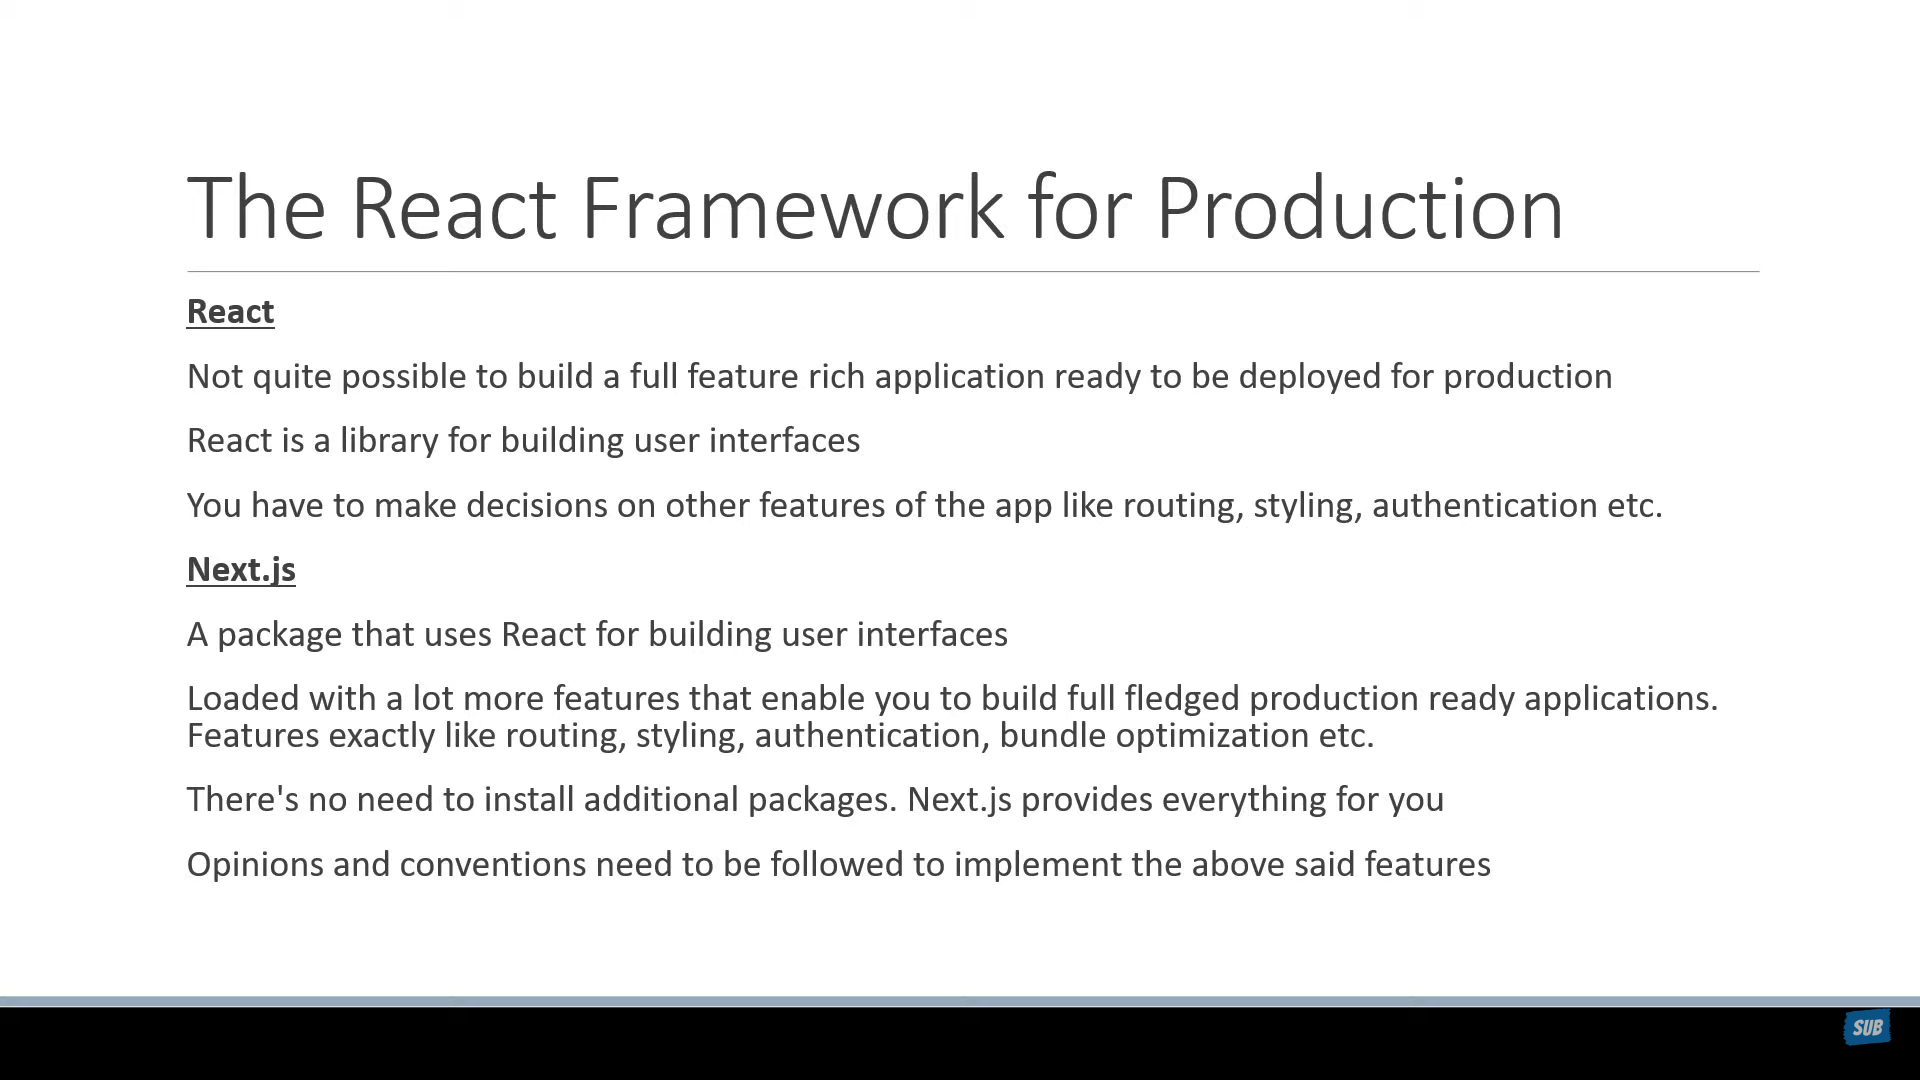 The React Framework for Production
React
Not quite possible to build a full feature rich application ready to be deployed for production
React is a library for building user interfaces
You have to make decisions on other features of the app like routing, styling, authentication etc.
Next.js
A package that uses React for building user interfaces
Loaded with a lot more features that enable you to build full fledged production ready applications.
Features exactly like routing, styling, authentication, bundle optimization etc.
There's no need to install additional packages. Next.js provides everything for you
Opinions and conventions need to be followed to implement the above said features
SUB